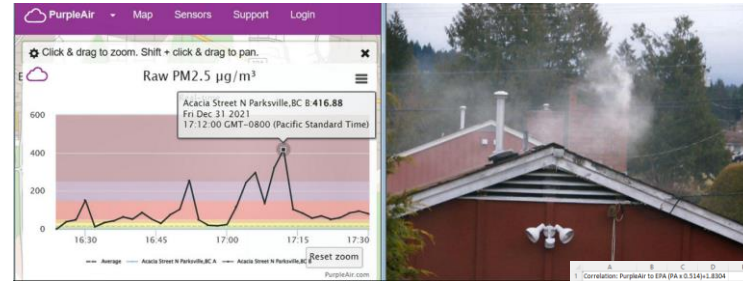 PurpleAir Map Sensors Support Login
Click & drag to zoom. Shift + click & drag to pan.
Raw PM2.5 µg/m³
Acacia Street N Parksville,BC B:416.88
Fri Dec 31 2021
17:12:00 GMT-0800 (Pacific Standard Time)
600
400
200
0
16:30 16:45 17:00 17:15 17:30
Average Acacia Street N Parksville,BC A Acacia Street N Parksville,BC B
Reset zoom
PurpleAir.com
A B C D
1 Correlation: PurpleAir to EPA (PA x 0.514)+1.8304